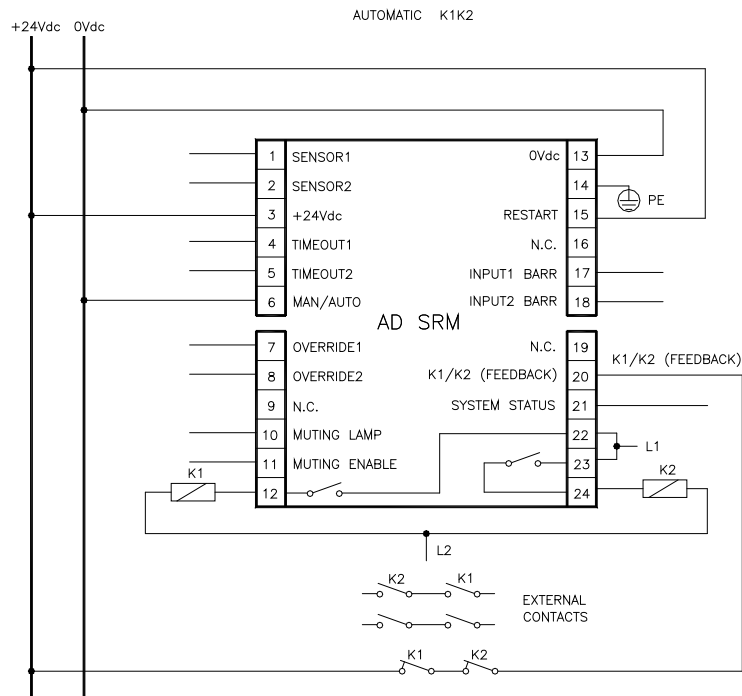 AUTOMATIC K1K2
+24Vdc 0Vdc
1 SENSOR1
2 SENSOR2
3 +24Vdc
4 TIMEOUT1
5 TIMEOUT2
6 MAN/AUTO
0Vdc 13
14 PE
RESTART 15
N.C. 16
INPUT1 BARR 17
INPUT2 BARR 18
AD SRM
7 OVERRIDE1
8 OVERRIDE2
9 N.C.
10 MUTING LAMP
11 MUTING ENABLE
K1
12
N.C. 19
K1/K2 (FEEDBACK)
K1/K2 (FEEDBACK) 20
SYSTEM STATUS 21
22
L1
23
K2
24
L2
K2 K1
EXTERNAL
CONTACTS
K1 K2